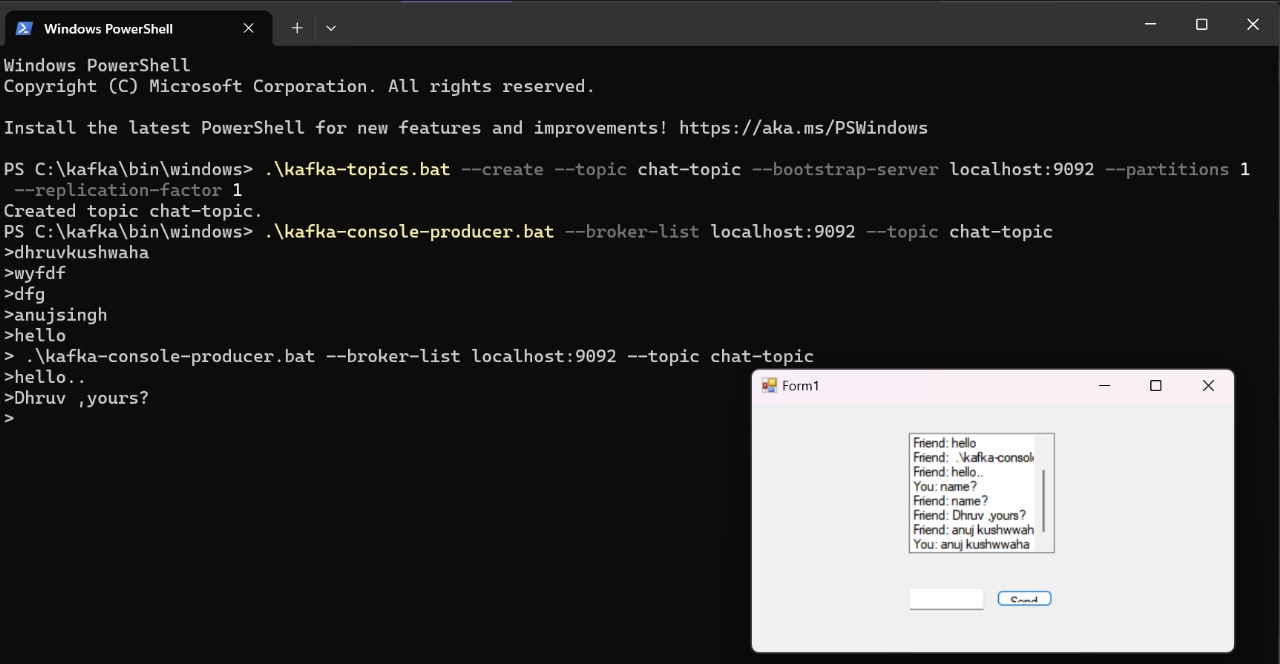 Windows PowerShell
Windows PowerShell
Copyright (C) Microsoft Corporation. All rights reserved.
Install the latest PowerShell for new features and improvements! https://aka.ms/PSWindows
PS C:\kafka\bin\windows> .\kafka-topics.bat --create --topic chat-topic --bootstrap-server localhost:9092 --partitions 1
--replication-factor 1
Created topic chat-topic.
PS C:\kafka\bin\windows> .\kafka-console-producer.bat --broker-list localhost:9092 --topic chat-topic
>dhruvkushwaha
>wyfdf
>dfg
>anujsingh
>hello
> .\kafka-console-producer.bat --broker-list localhost:9092 --topic chat-topic
>hello..
>Dhruv ,yours?
>
Form1
Friend: hello
Friend:  .\kafka-consol
Friend: hello..
You: name?
Friend: name?
Friend: Dhruv ,yours?
Friend: anuj kushwwah
You: anuj kushwwaha
Send